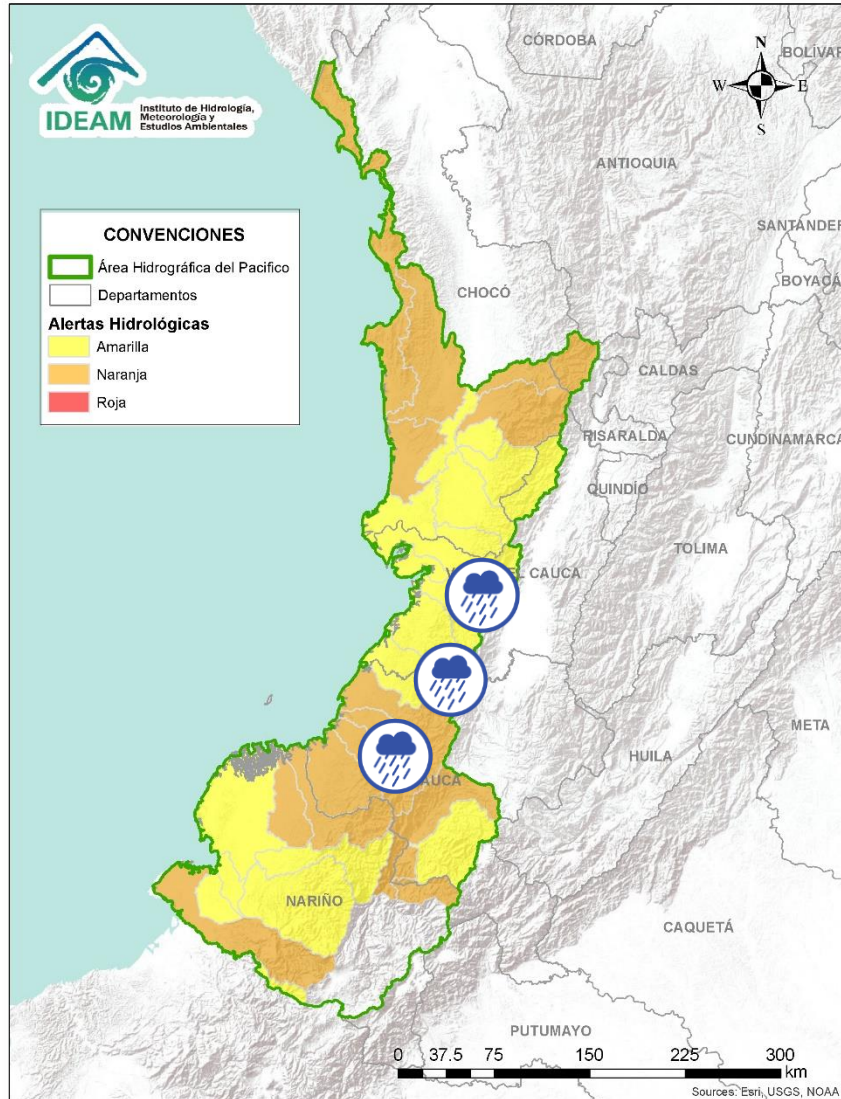 IDEAM
Instituto de Hidrología,
Meteorología y
Estudios Ambientales
N
W E
S
CONVENCIONES
Área Hidrográfica del Pacifico
Departamentos
Alertas Hidrológicas
Amarilla
Naranja
Roja
CÓRDOBA
BOLÍVAR
ANTIOQUIA
SANTANDER
BOYACÁ
CHOCÓ
CALDAS
RISARALDA
CUNDINAMARCA
QUINDÍO
TOLIMA
EL CAUCA
META
HUILA
AUCA
NARIÑO
CAQUETÁ
PUTUMAYO
0 37.5 75 150 225 300
km
Sources: Esri, USGS, NOAA